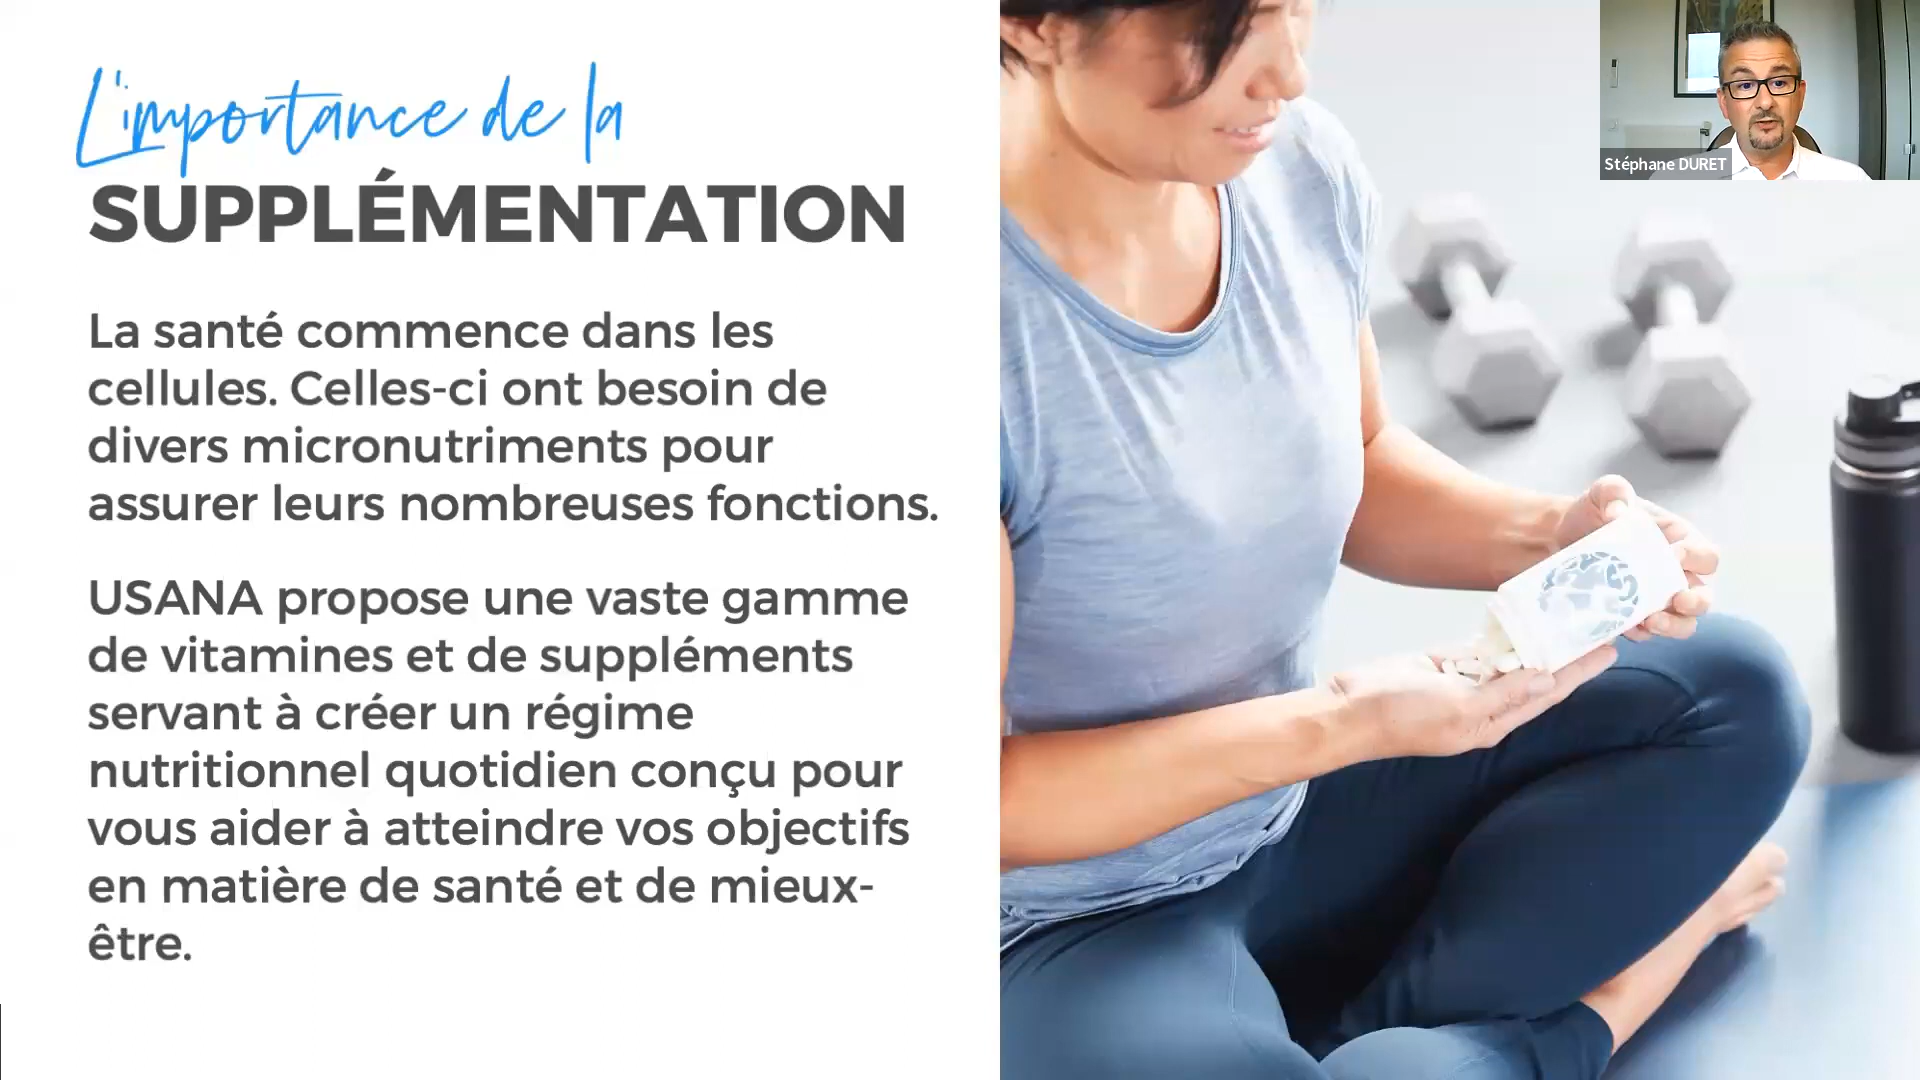 L'importance de la
SUPPLÉMENTATION
La santé commence dans les
cellules. Celles-ci ont besoin de
divers micronutriments pour
assurer leurs nombreuses fonctions.
USANA propose une vaste gamme
de vitamines et de suppléments
servant à créer un régime
nutritionnel quotidien conçu pour
vous aider à atteindre vos objectifs
en matière de santé et de mieux-
être.
Stéphane DURET